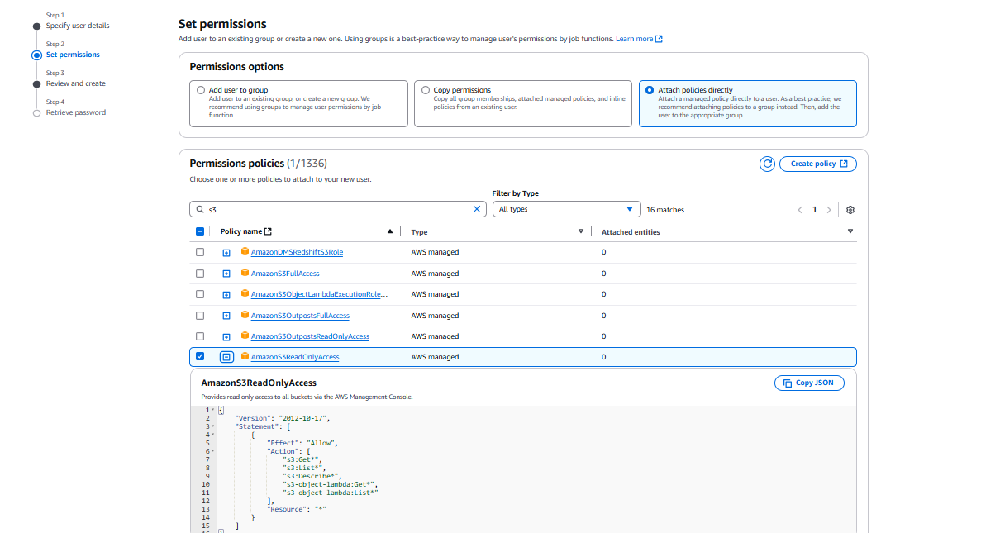 Step 1
Specify user details
Step 2
Set permissions
Step 3
Review and create
Step 4
Retrieve password
Set permissions
Add user to an existing group or create a new one. Using groups is a best-practice way to manage user's permissions by job functions. Learn more
Permissions options
Add user to group
Add user to an existing group, or create a new group. We
recommend using groups to manage user permissions by job
function.
Copy permissions
Copy all group memberships, attached managed policies, and inline
policies from an existing user.
Attach policies directly
Attach a managed policy directly to a user. As a best practice, we
recommend attaching policies to a group instead. Then, add the
user to the appropriate group.
Permissions policies (1/1336)
Create policy
Choose one or more policies to attach to your new user.
Filter by Type
s3
All types
16 matches
1
Policy name
Type
Attached entities
AmazonDMSRedshiftS3Role AWS managed 0
AmazonS3FullAccess AWS managed 0
AmazonS3ObjectLambdaExecutionRole... AWS managed 0
AmazonS3OutpostsFullAccess AWS managed 0
AmazonS3OutpostsReadOnlyAccess AWS managed 0
AmazonS3ReadOnlyAccess AWS managed 0
AmazonS3ReadOnlyAccess
Copy JSON
Provides read only access to all buckets via the AWS Management Console.
1 {
2 "Version": "2012-10-17",
3 "Statement": [
4 {
5 "Effect": "Allow",
6 "Action": [
7 "s3:Get*",
8 "s3:List*",
9 "s3:Describe*",
10 "s3-object-lambda:Get*",
11 "s3-object-lambda:List*"
12 ],
13 "Resource": "*"
14 }
15 ]